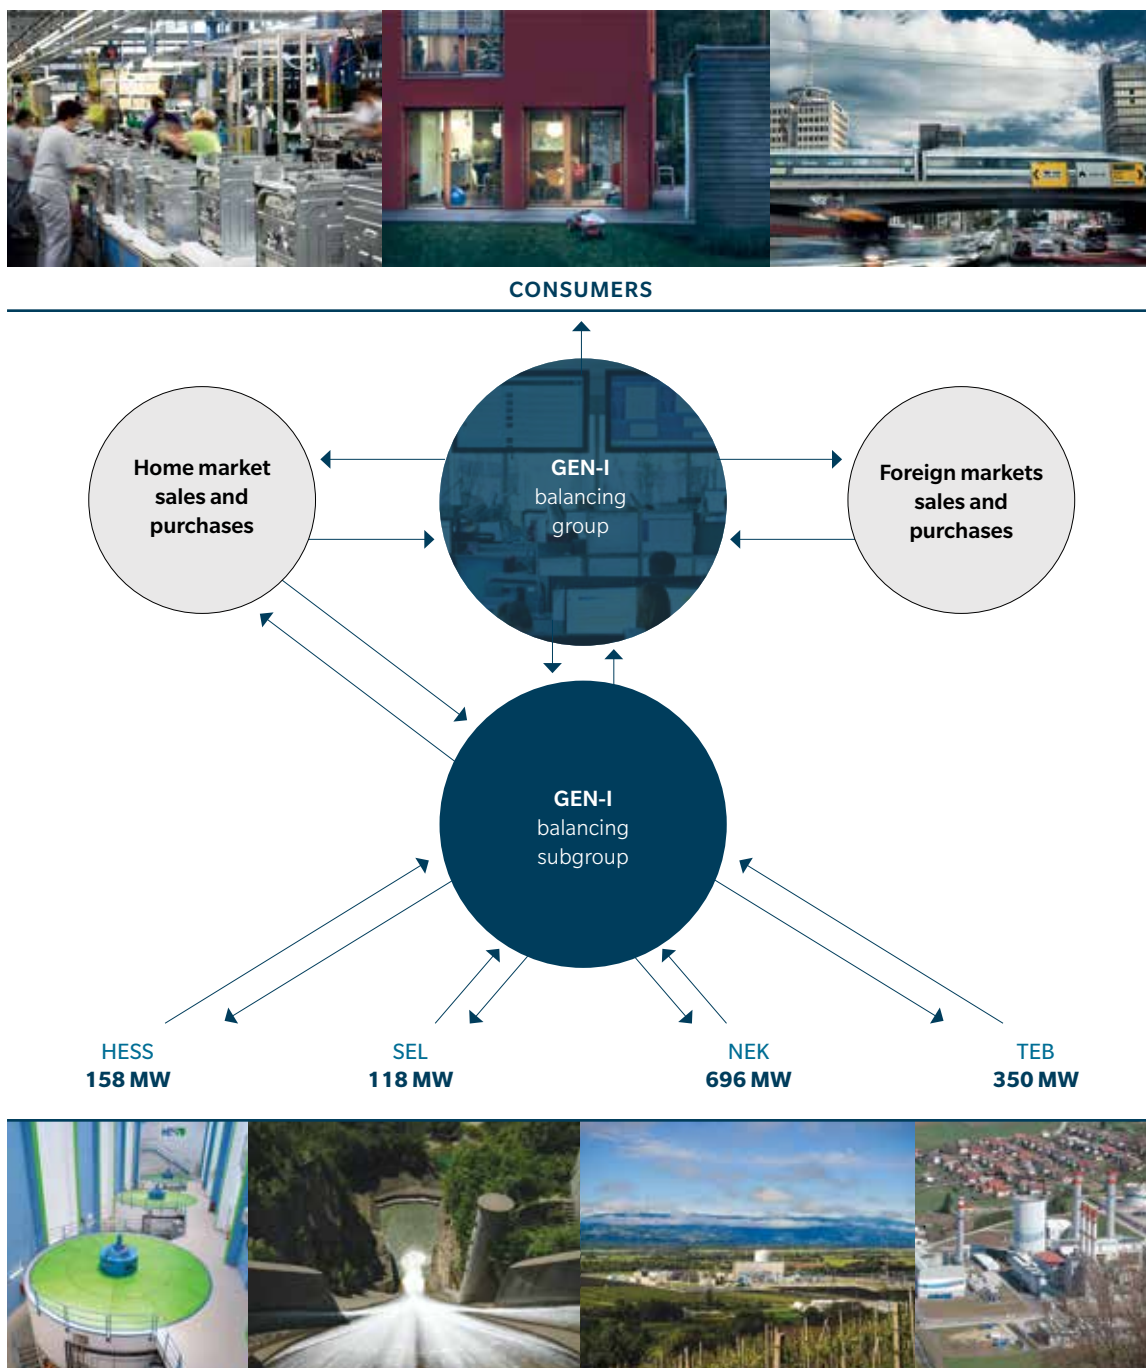 CONSUMERS
Home market
sales and
purchases
GEN-I
balancing
group
Foreign markets
sales and
purchases
GEN-I
balancing
subgroup
HESS
158 MW
SEL
118 MW
NEK
696 MW
TEB
350 MW